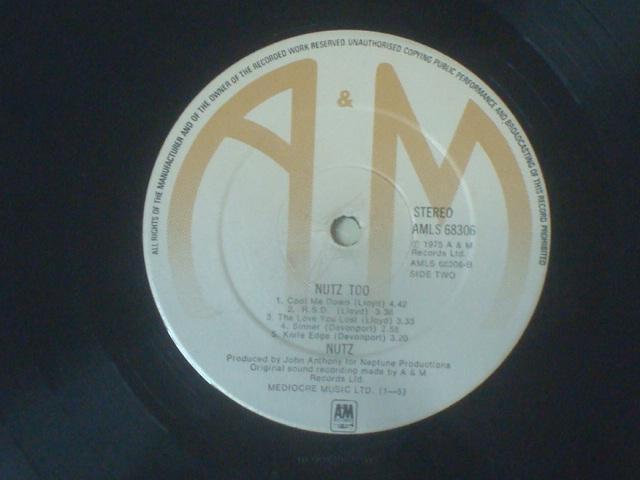 ALL RIGHTS OF THE MANUFACTURER AND OF THE OWNER OF THE RECORDED WORK RESERVED. UNAUTHORISED COPYING PUBLIC PERFORMANCE AND BROADCASTING OF THIS RECORD PROHIBITED
A & M
STEREO
AMLS 68306
℗ 1975 A & M
Records Ltd.
AMLS 68306-B
SIDE TWO
NUTZ TOO
1. Cool Me Down (Lloyd) 4.42
2. R.S.D. (Lloyd) 3.36
3. The Love You Lost (Lloyd) 3.33
4. Sinner (Devonport) 2.58
5. Knife Edge (Devonport) 3.20
NUTZ
Produced by John Anthony for Neptune Productions
Original sound recording made by A & M
Records Ltd.
MEDIOCRE MUSIC LTD. (1—5)
A&M